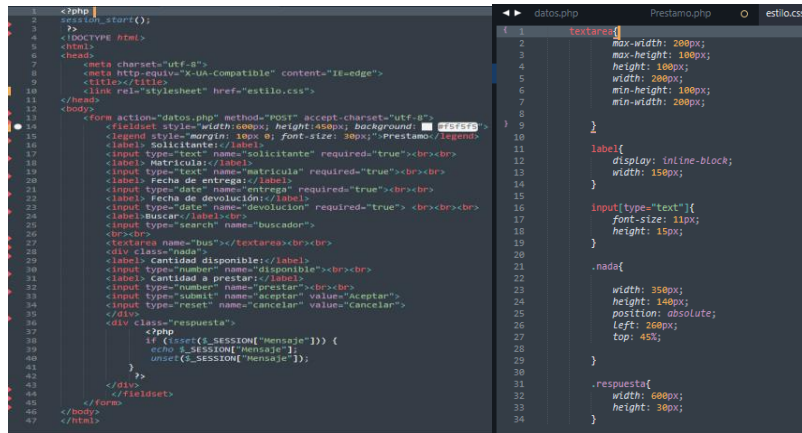 1 <?php
2 session_start();
3 ?>
4 <!DOCTYPE html>
5 <html>
6 <head>
7 <meta charset="utf-8">
8 <meta http-equiv="X-UA-Compatible" content="IE=edge">
9 <title></title>
10 <link rel="stylesheet" href="estilo.css">
11 </head>
12 <body>
13 <form action="datos.php" method="POST" accept-charset="utf-8">
14 <fieldset style="width:600px; height:450px; background: #f5f5f5">
15 <legend style="margin: 10px 0; font-size: 30px;">Prestamo</legend>
16 <label> Solicitante:</label>
17 <input type="text" name="solicitante" required="true"><br><br>
18 <label> Matricula:</label>
19 <input type="text" name="matricula" required="true"><br><br>
20 <label> Fecha de entrega:</label>
21 <input type="date" name="entrega" required="true"><br><br>
22 <label> Fecha de devolución:</label>
23 <input type="date" name="devolucion" required="true"> <br><br><br>
24 <label>Buscar</label><br>
25 <input type="search" name="buscador">
26 <br><br>
27 <textarea name="bus"></textarea><br><br>
28 <div class="nada">
29 <label> Cantidad disponible:</label>
30 <input type="number" name="disponible"><br><br>
31 <label> Cantidad a prestar:</label>
32 <input type="number" name="prestar"><br><br>
33 <input type="submit" name="aceptar" value="Aceptar">
34 <input type="reset" name="cancelar" value="Cancelar">
35 </div>
36 <div class="respuesta">
37 <?php
38 if (isset($_SESSION["Mensaje"])) {
39 echo $_SESSION["Mensaje"];
40 unset($_SESSION["Mensaje"]);
41 }
42 ?>
43 </div>
44 </fieldset>
45 </form>
46 </body>
47 </html>
datos.php Prestamo.php estilo.css
1 textarea{
2 max-width: 200px;
3 max-height: 100px;
4 height: 100px;
5 width: 200px;
6 min-height: 100px;
7 min-width: 200px;
8
9 }
10
11 label{
12 display: inline-block;
13 width: 150px;
14 }
15
16 input[type="text"]{
17 font-size: 11px;
18 height: 15px;
19 }
20
21 .nada{
22
23 width: 350px;
24 height: 140px;
25 position: absolute;
26 left: 260px;
27 top: 45%;
28
29 }
30
31 .respuesta{
32 width: 600px;
33 height: 30px;
34 }